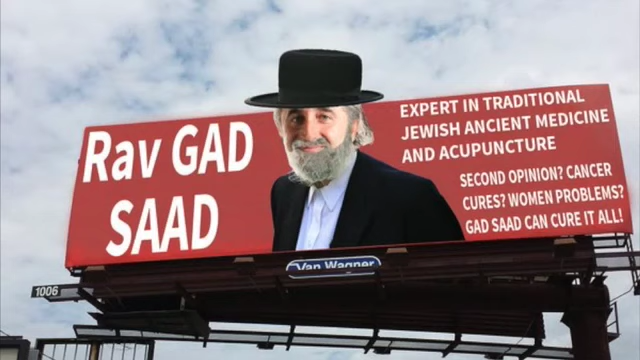 Rav GAD
SAAD
EXPERT IN TRADITIONAL
JEWISH ANCIENT MEDICINE
AND ACUPUNCTURE
SECOND OPINION? CANCER
CURES? WOMEN PROBLEMS?
GAD SAAD CAN CURE IT ALL!
Van Wagner
1006